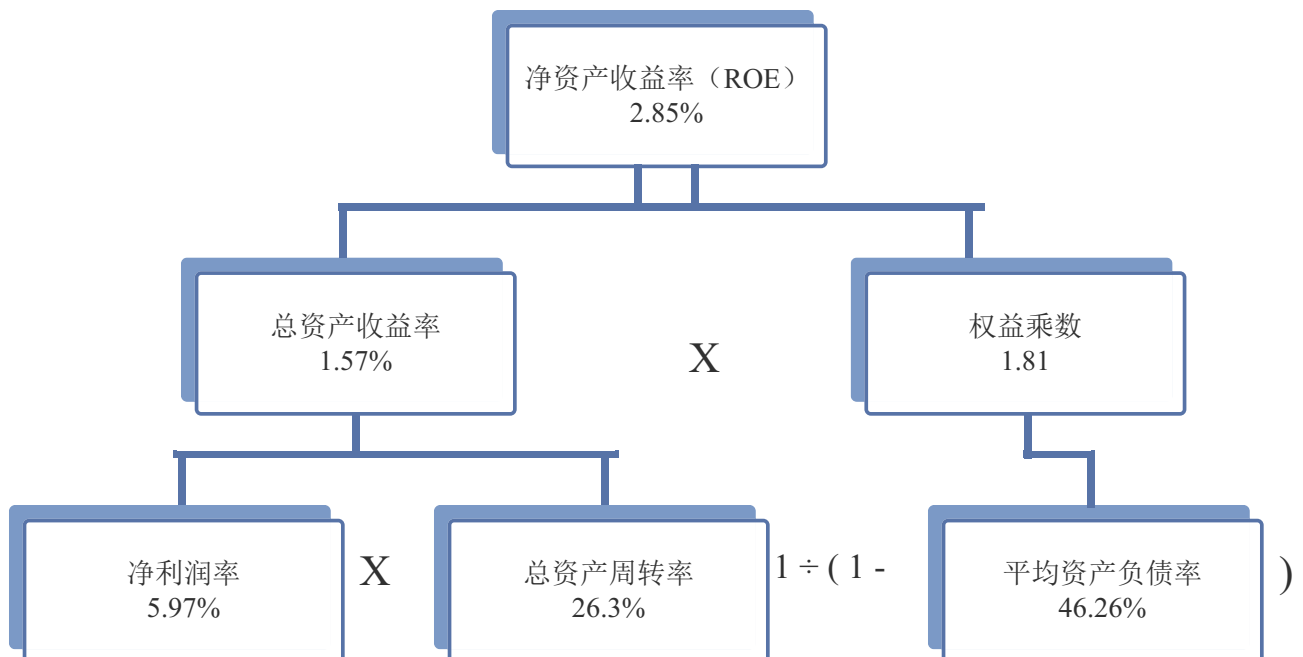 净资产收益率（ROE）
2.85%
总资产收益率
1.57%
X
权益乘数
1.81
净利润率
5.97%
X
总资产周转率
26.3%
1 ÷ ( 1 -
平均资产负债率
46.26%
)